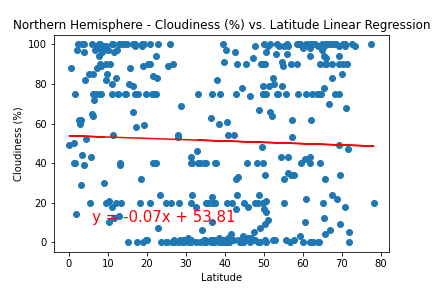 Northern Hemisphere - Cloudiness (%) vs. Latitude Linear Regression
100
80
60
40
20
0
Cloudiness (%)
y = -0.07x + 53.81
0 10 20 30 40 50 60 70 80
Latitude